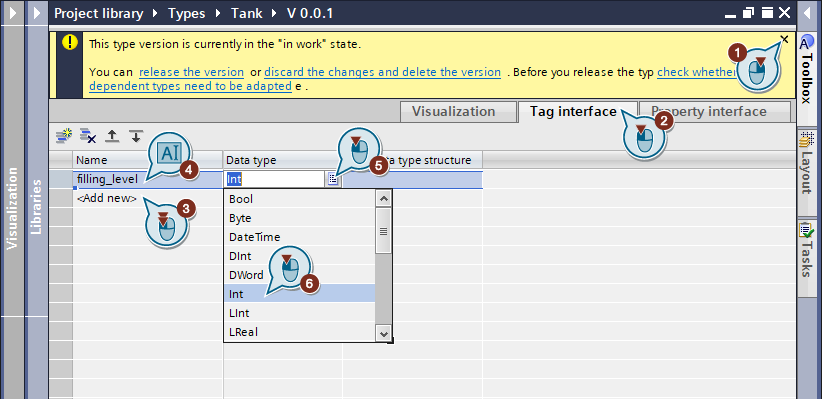 Project library Types Tank V 0.0.1
This type version is currently in the "in work" state.
You can release the version or discard the changes and delete the version . Before you release the typ check whether
dependent types need to be adapted e .
1
Visualization Tag interface Property interface
2
Name Data type a type structure
filling_level Int
4
5
<Add new>
3
Bool
Byte
DateTime
DInt
DWord
6
Int
LInt
LReal
Visualization
Libraries
Toolbox
Layout
Tasks
AI